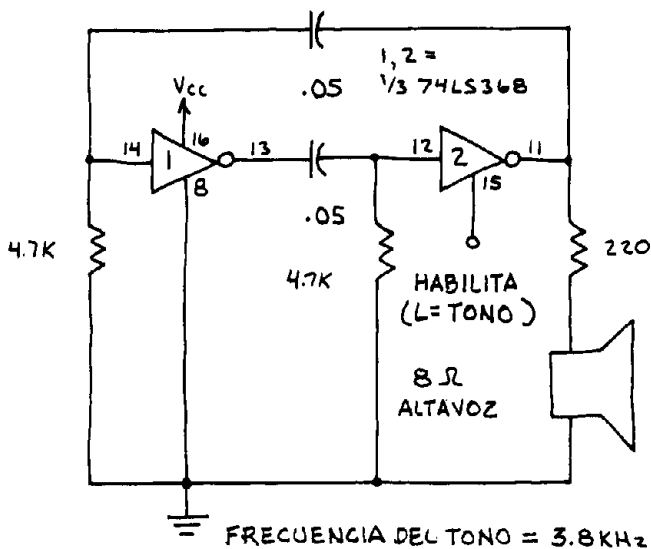 1, 2 =
1/3 74LS368
.05
Vcc
14
1
16
13
8
12
2
11
15
.05
4.7K
4.7K
220
HABILITA
(L=TONO)
8 Ω
ALTAVOZ
FRECUENCIA DEL TONO = 3.8KHz